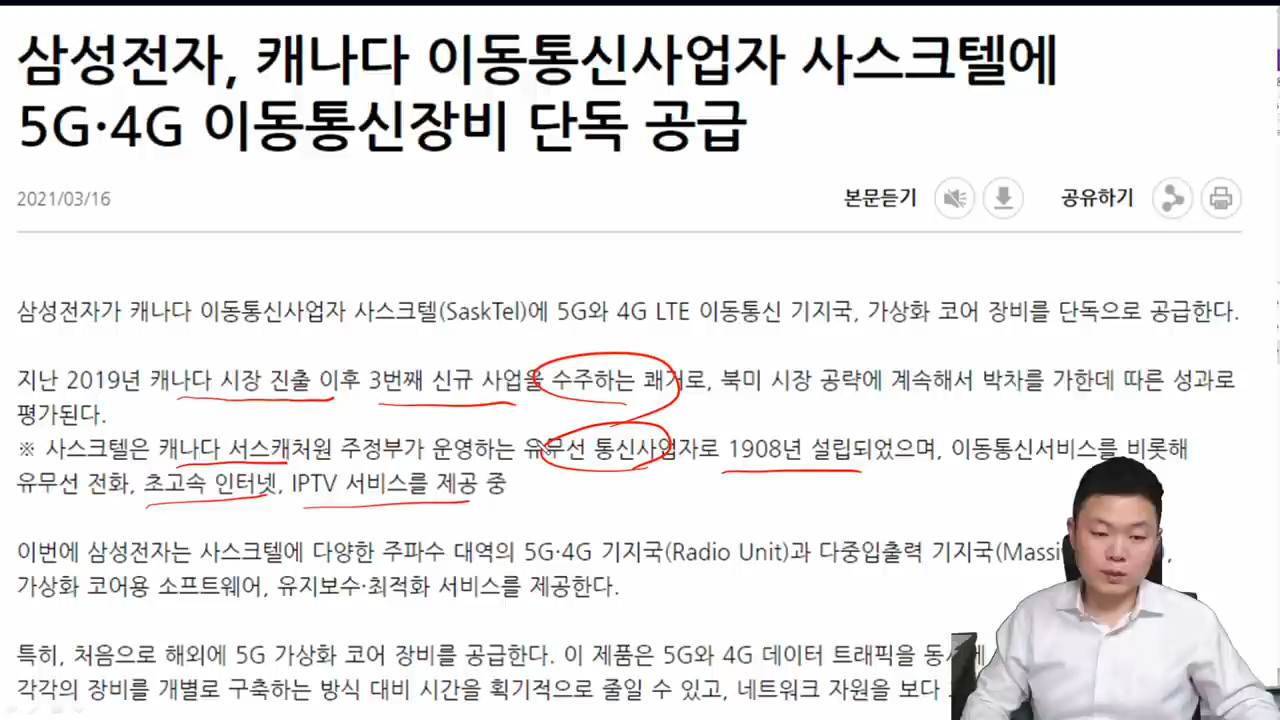 삼성전자, 캐나다 이동통신사업자 사스크텔에
5G·4G 이동통신장비 단독 공급
2021/03/16
본문듣기
공유하기
삼성전자가 캐나다 이동통신사업자 사스크텔(SaskTel)에 5G와 4G LTE 이동통신 기지국, 가상화 코어 장비를 단독으로 공급한다.
지난 2019년 캐나다 시장 진출 이후 3번째 신규 사업을 수주하는 쾌거로, 북미 시장 공략에 계속해서 박차를 가한데 따른 성과로
평가된다.
※ 사스크텔은 캐나다 서스캐처원 주정부가 운영하는 유무선 통신사업자로 1908년 설립되었으며, 이동통신서비스를 비롯해
유무선 전화, 초고속 인터넷, IPTV 서비스를 제공 중
이번에 삼성전자는 사스크텔에 다양한 주파수 대역의 5G·4G 기지국(Radio Unit)과 다중입출력 기지국
가상화 코어용 소프트웨어, 유지보수·최적화 서비스를 제공한다.
특히, 처음으로 해외에 5G 가상화 코어 장비를 공급한다. 이 제품은 5G와 4G 데이터 트래픽을
각각의 장비를 개별로 구축하는 방식 대비 시간을 획기적으로 줄일 수 있고, 네트워크 자원을 보다